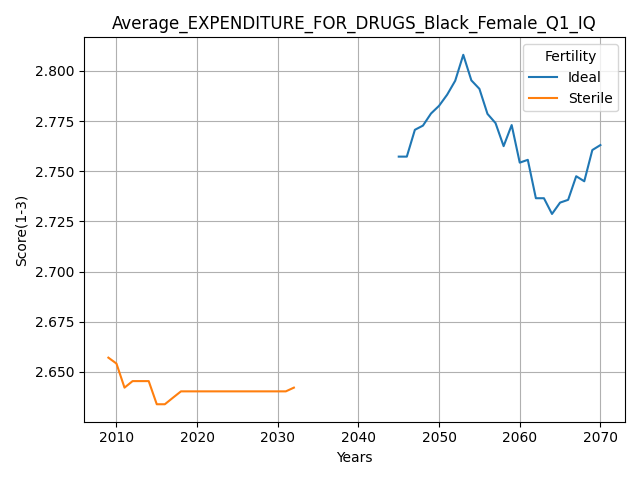 Average_EXPENDITURE_FOR_DRUGS_Black_Female_Q1_IQ
Fertility
Ideal
Sterile
Score(1-3)
2.800
2.775
2.750
2.725
2.700
2.675
2.650
2010 2020 2030 2040 2050 2060 2070
Years